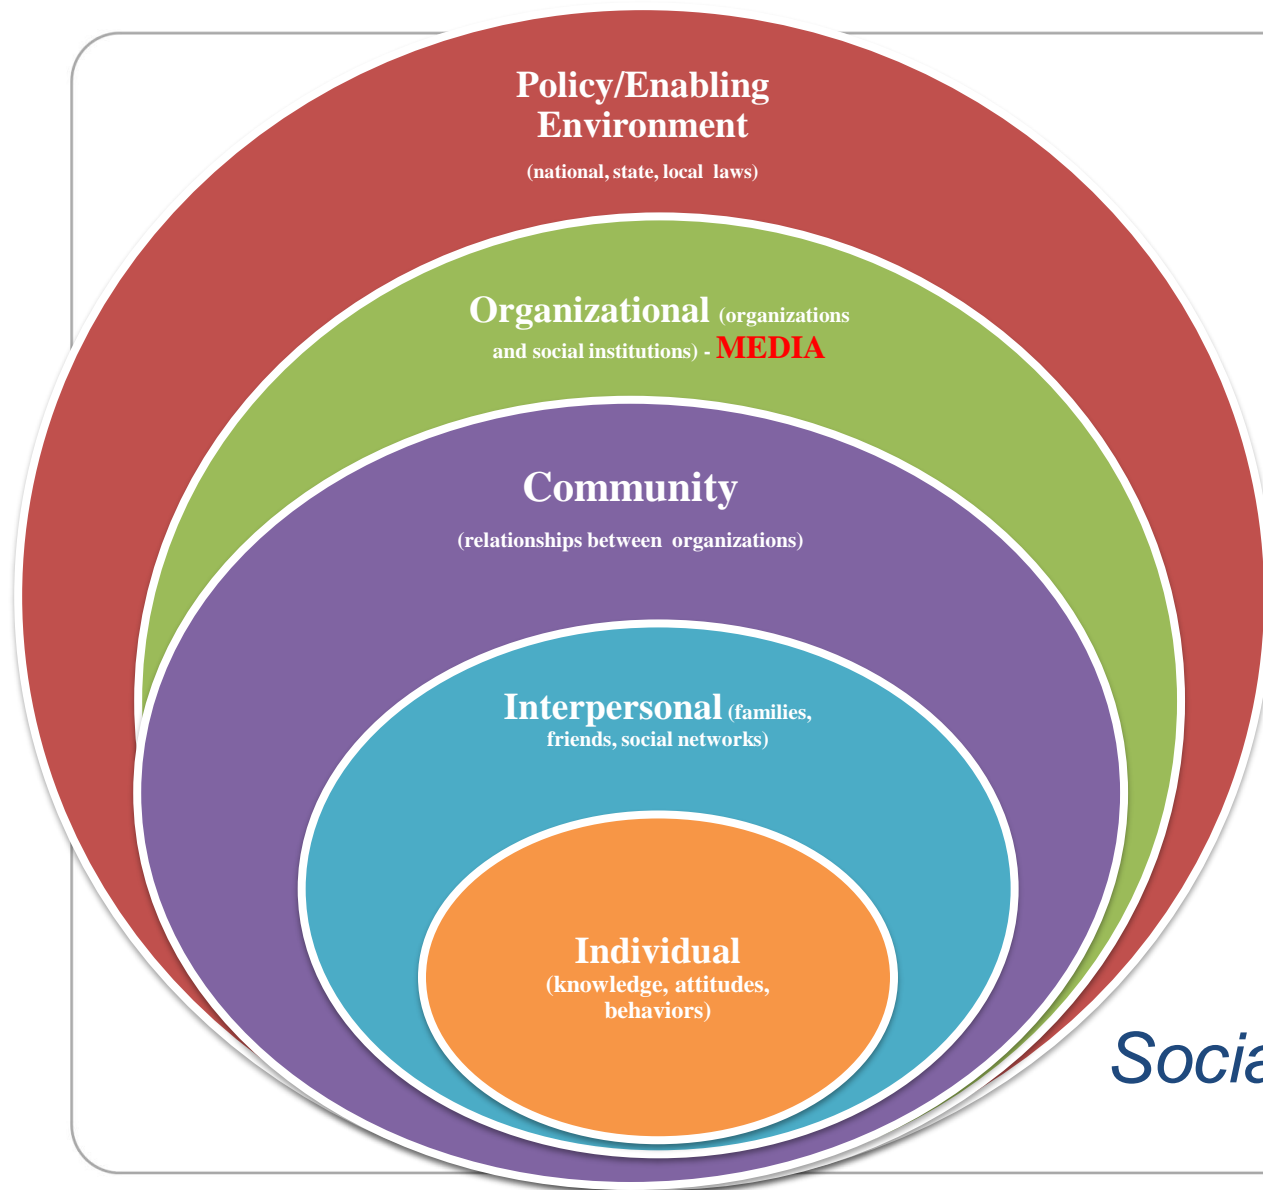 Policy/Enabling
Environment
(national, state, local laws)
Organizational (organizations
and social institutions) - MEDIA
Community
(relationships between organizations)
Interpersonal (families,
friends, social networks)
Individual
(knowledge, attitudes,
behaviors)